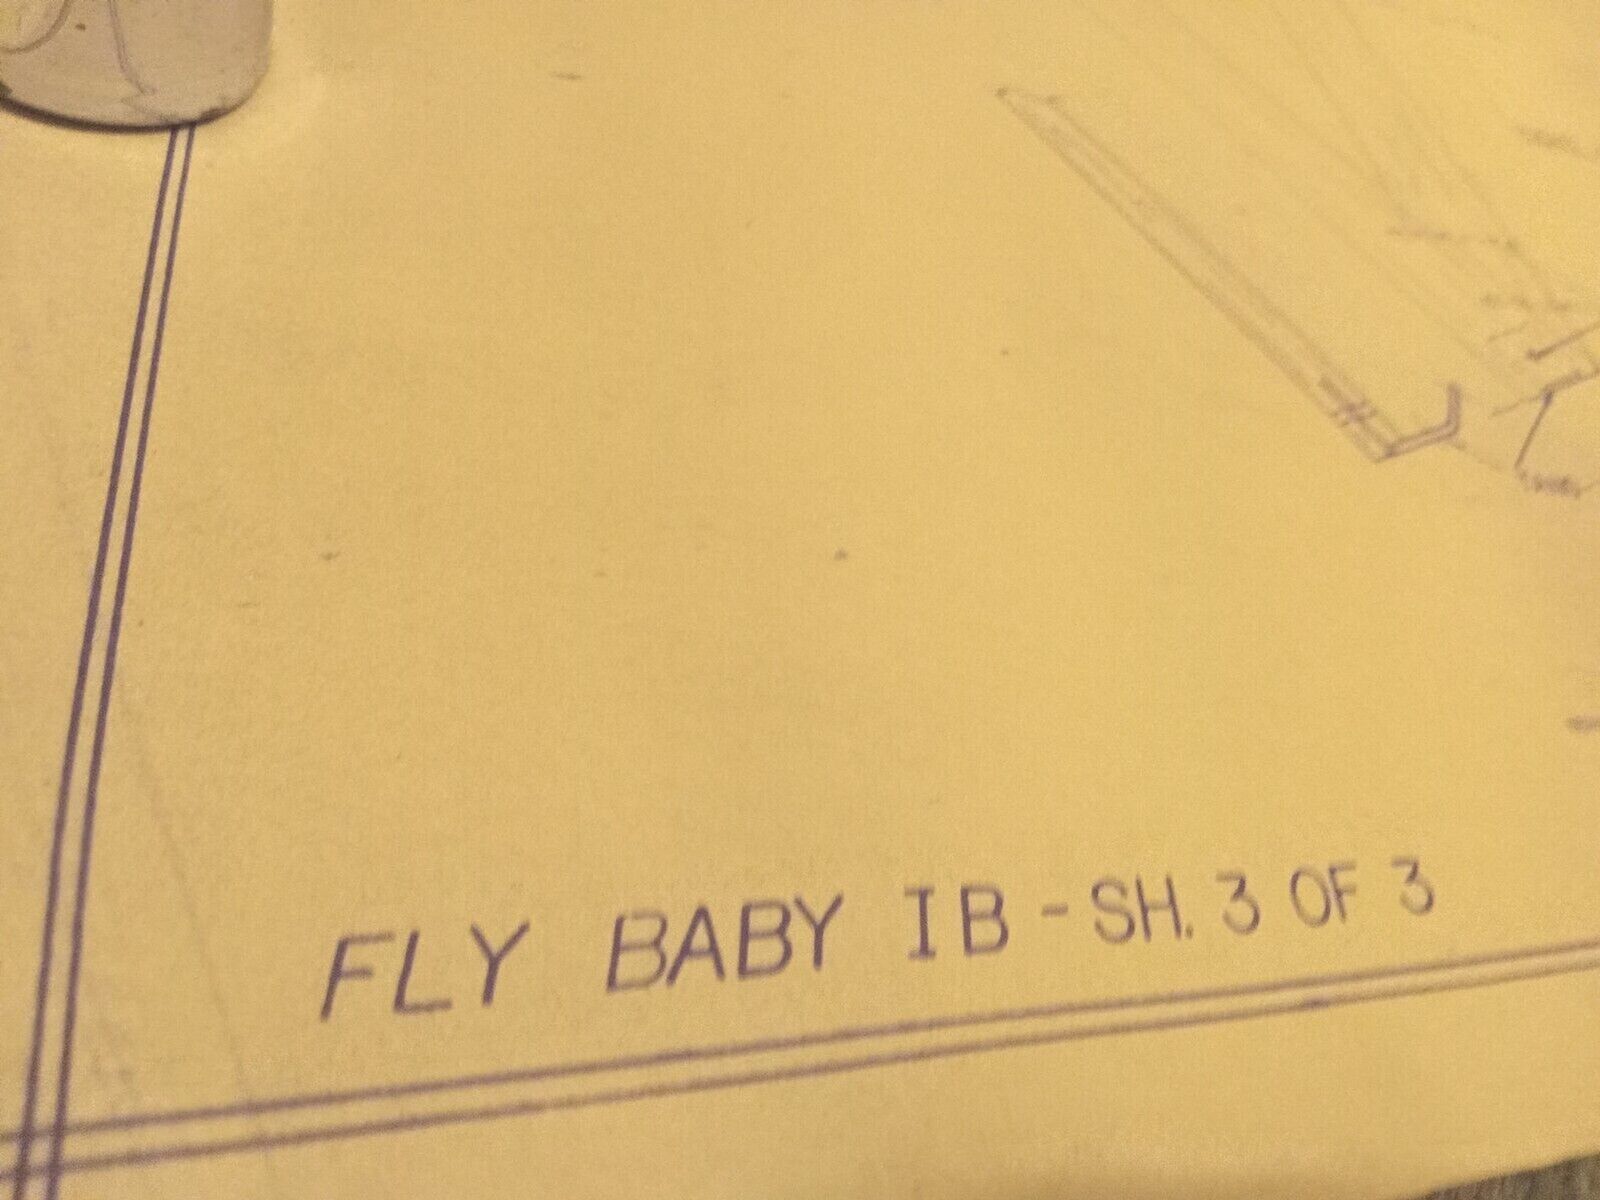 FLY BABY IB - SH. 3 OF 3